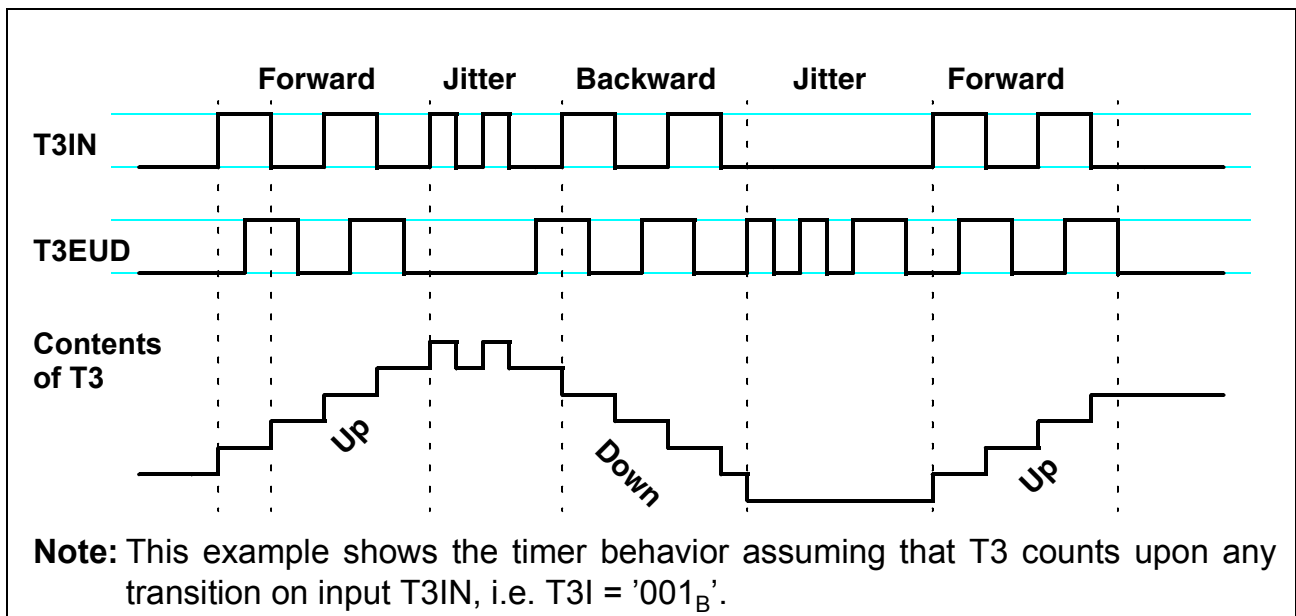 Forward Jitter Backward Jitter Forward
T3IN
T3EUD
Contents
of T3
Up
Down
Up
Note: This example shows the timer behavior assuming that T3 counts upon any
transition on input T3IN, i.e. T3I = ’001B’.